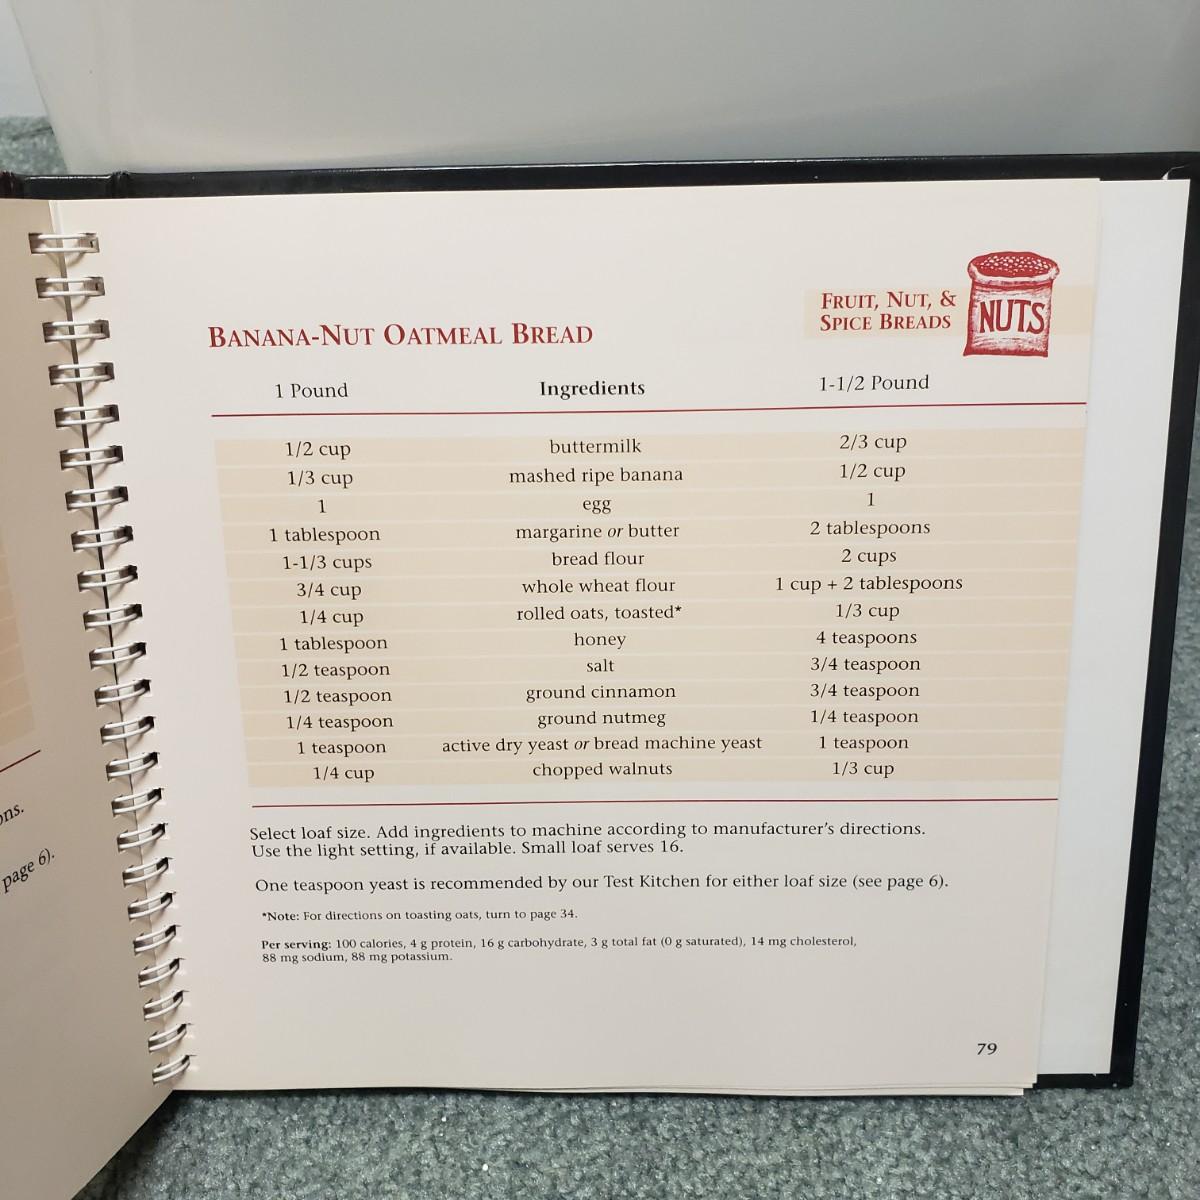 ons.
page 6).
FRUIT, NUT, &
SPICE BREADS
NUTS
BANANA-NUT OATMEAL BREAD
1 Pound Ingredients 1-1/2 Pound
1/2 cup buttermilk 2/3 cup
1/3 cup mashed ripe banana 1/2 cup
1 egg 1
1 tablespoon margarine or butter 2 tablespoons
1-1/3 cups bread flour 2 cups
3/4 cup whole wheat flour 1 cup + 2 tablespoons
1/4 cup rolled oats, toasted* 1/3 cup
1 tablespoon honey 4 teaspoons
1/2 teaspoon salt 3/4 teaspoon
1/2 teaspoon ground cinnamon 3/4 teaspoon
1/4 teaspoon ground nutmeg 1/4 teaspoon
1 teaspoon active dry yeast or bread machine yeast 1 teaspoon
1/4 cup chopped walnuts 1/3 cup
Select loaf size. Add ingredients to machine according to manufacturer's directions.
Use the light setting, if available. Small loaf serves 16.
One teaspoon yeast is recommended by our Test Kitchen for either loaf size (see page 6).
*Note: For directions on toasting oats, turn to page 34.
Per serving: 100 calories, 4 g protein, 16 g carbohydrate, 3 g total fat (0 g saturated), 14 mg cholesterol,
88 mg sodium, 88 mg potassium.
79